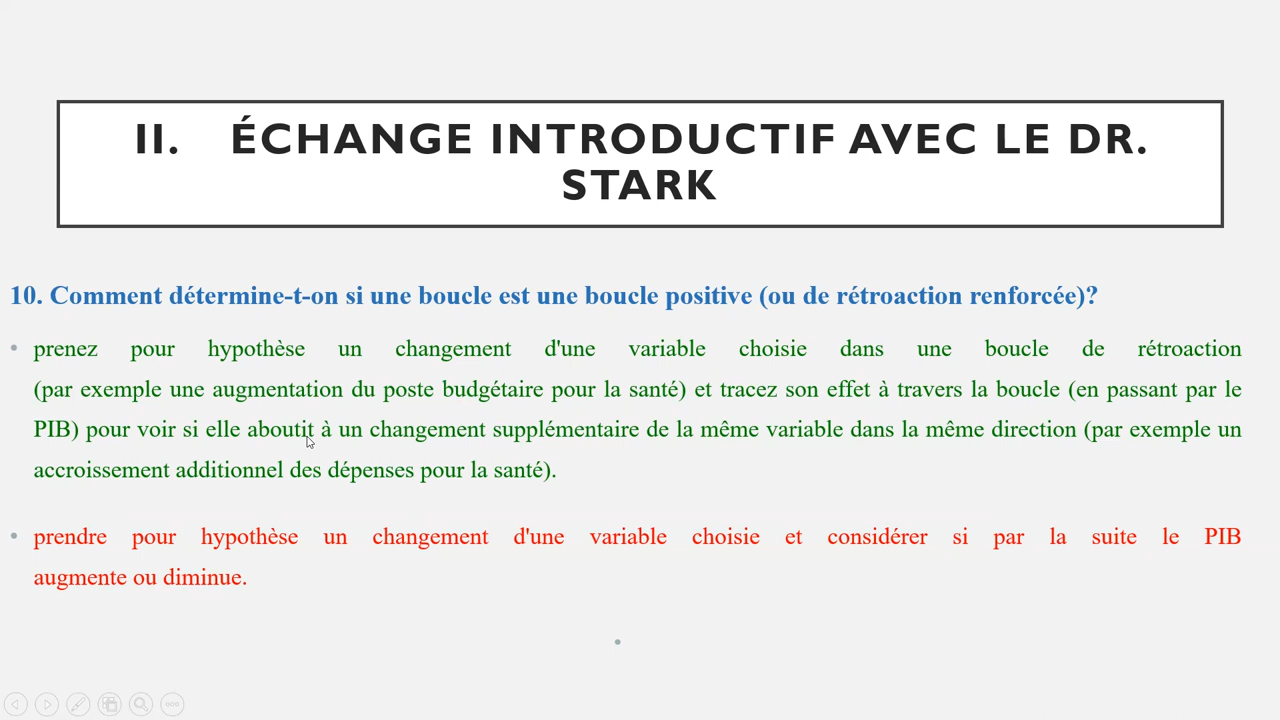 II. ÉCHANGE INTRODUCTIF AVEC LE DR.
STARK
10. Comment détermine-t-on si une boucle est une boucle positive (ou de rétroaction renforcée)?
• prenez pour hypothèse un changement d'une variable choisie dans une boucle de rétroaction
(par exemple une augmentation du poste budgétaire pour la santé) et tracez son effet à travers la boucle (en passant par le
PIB) pour voir si elle aboutit à un changement supplémentaire de la même variable dans la même direction (par exemple un
accroissement additionnel des dépenses pour la santé).
• prendre pour hypothèse un changement d'une variable choisie et considérer si par la suite le PIB
augmente ou diminue.